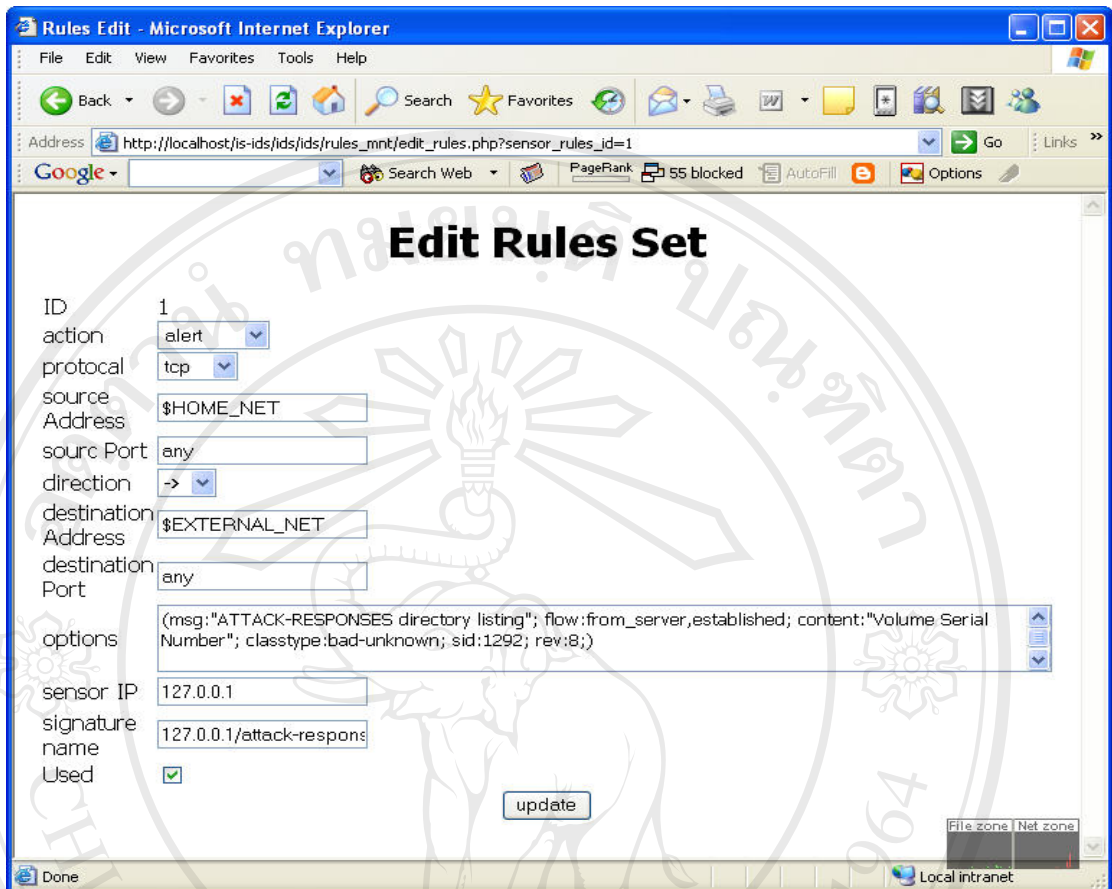 Rules Edit - Microsoft Internet Explorer
File Edit View Favorites Tools Help
Back Search Favorites
Address http://localhost/is-ids/ids/ids/rules_mnt/edit_rules.php?sensor_rules_id=1 Go Links »
Google Search Web PageRank 55 blocked AutoFill Options
Edit Rules Set
ID 1
action alert
protocal tcp
source Address $HOME_NET
sourc Port any
direction ->
destination Address $EXTERNAL_NET
destination Port any
options (msg:"ATTACK-RESPONSES directory listing"; flow:from_server,established; content:"Volume Serial
Number"; classtype:bad-unknown; sid:1292; rev:8;)
sensor IP 127.0.0.1
signature name 127.0.0.1/attack-respons
Used
update
File zone Net zone
Done Local intranet
1964